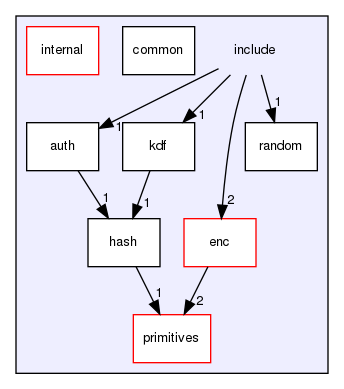 internal
common
include
1
1
1
auth
kdf
random
1
1
2
hash
enc
1
2
primitives